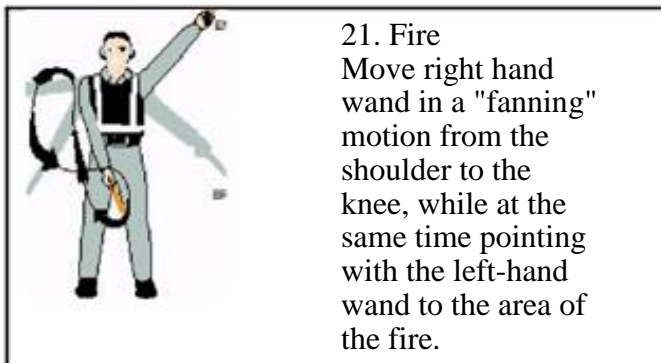 21. Fire
Move right hand
wand in a "fanning"
motion from the
shoulder to the
knee, while at the
same time pointing
with the left-hand
wand to the area of
the fire.